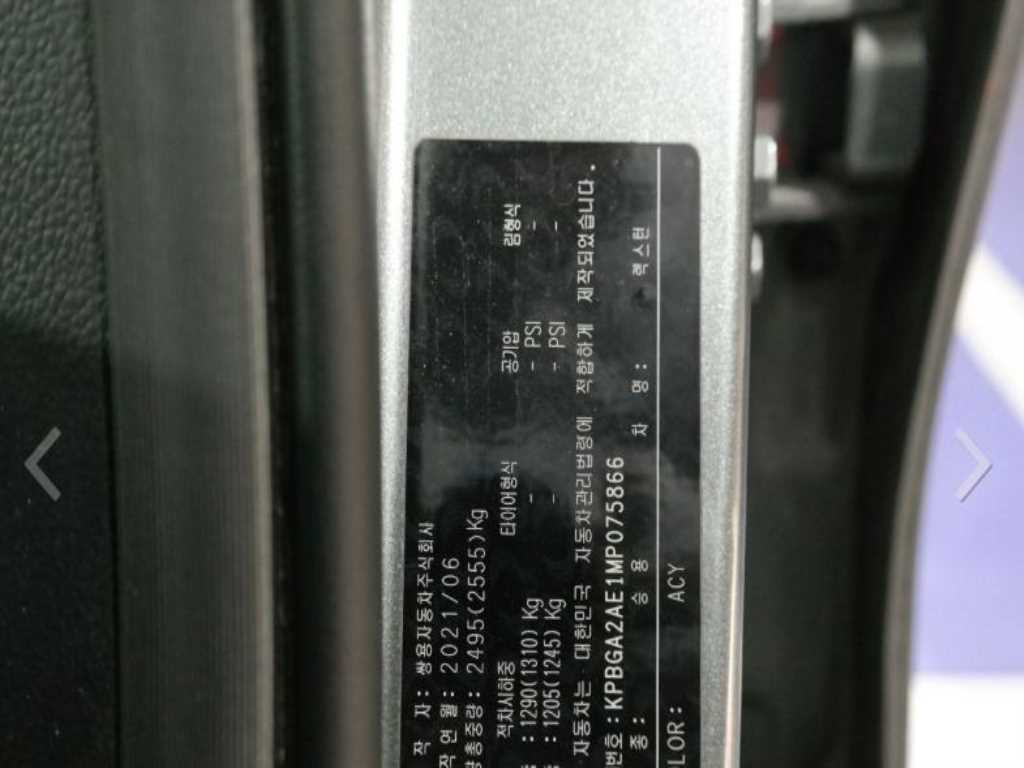 작 자: 쌍용자동차주식회사
작 연 월: 2021/06
총중량: 2495(2555)Kg
적차시하중 타이어형식 공기압 림형식
: 1290(1310) Kg - - PSI -
: 1205(1245) Kg - - PSI -
자동차는 대한민국 자동차관리법령에 적합하게 제작되었습니다.
번호: KPBGA2AE1MP075866
종: 승 용 차 명: 렉스턴
OLOR: ACY